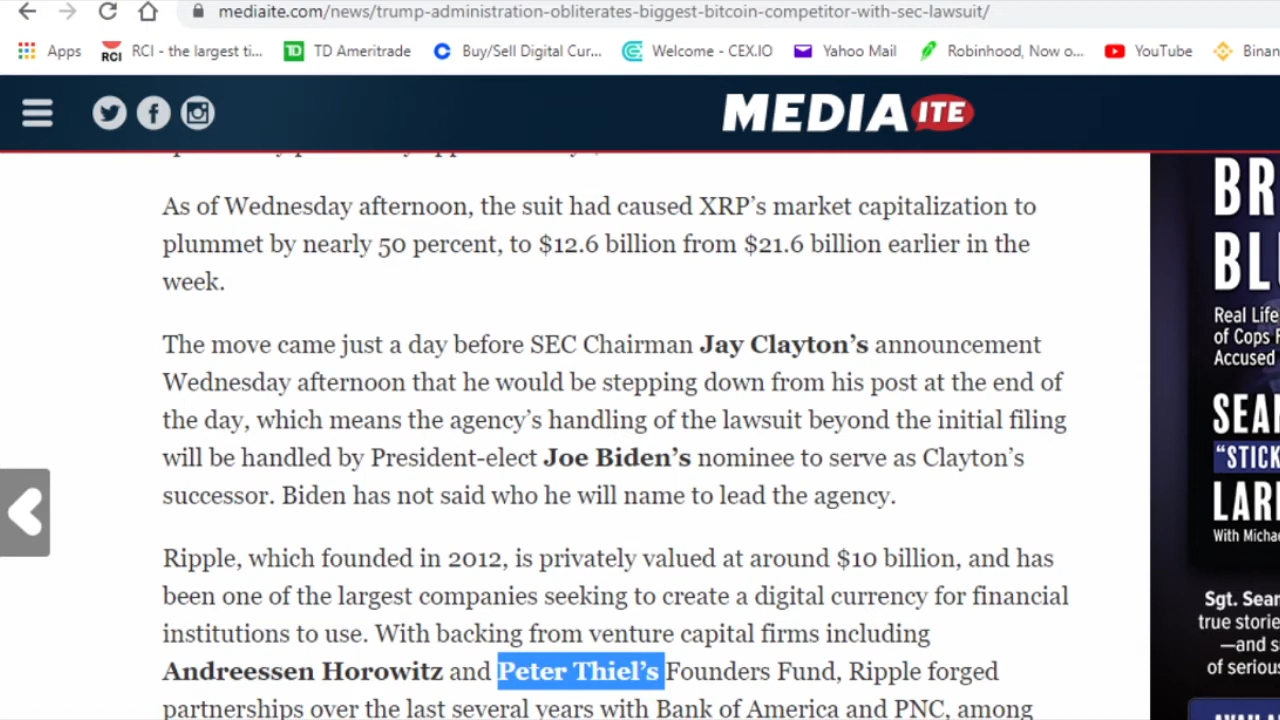 mediaite.com/news/trump-administration-obliterates-biggest-bitcoin-competitor-with-sec-lawsuit/
Apps RCI RCI - the largest ti... TD TD Ameritrade Buy/Sell Digital Cur... Welcome - CEX.IO Yahoo Mail Robinhood, Now o... YouTube Binan
MEDIAITE
As of Wednesday afternoon, the suit had caused XRP’s market capitalization to
plummet by nearly 50 percent, to $12.6 billion from $21.6 billion earlier in the
week.
The move came just a day before SEC Chairman Jay Clayton’s announcement
Wednesday afternoon that he would be stepping down from his post at the end of
the day, which means the agency’s handling of the lawsuit beyond the initial filing
will be handled by President-elect Joe Biden’s nominee to serve as Clayton’s
successor. Biden has not said who he will name to lead the agency.
Ripple, which founded in 2012, is privately valued at around $10 billion, and has
been one of the largest companies seeking to create a digital currency for financial
institutions to use. With backing from venture capital firms including
Andreessen Horowitz and Peter Thiel’s Founders Fund, Ripple forged
partnerships over the last several years with Bank of America and PNC, among
BR
BL
Real Life
of Cops
Accused
SEA
“STICK
LAR
With Micha
Sgt. Sear
true storie
—and s
of seriou